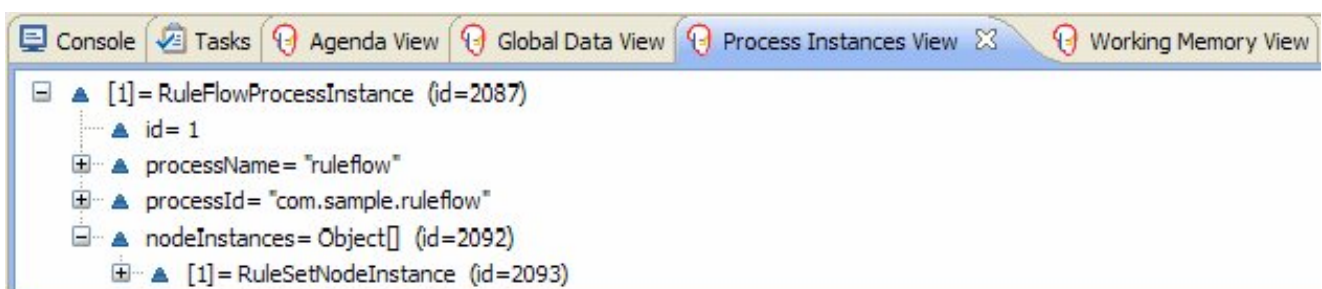 Console Tasks Agenda View Global Data View Process Instances View Working Memory View
[1]= RuleFlowProcessInstance (id=2087)
id= 1
processName= "ruleflow"
processId= "com.sample.ruleflow"
nodeInstances= Object[] (id=2092)
[1]= RuleSetNodeInstance (id=2093)